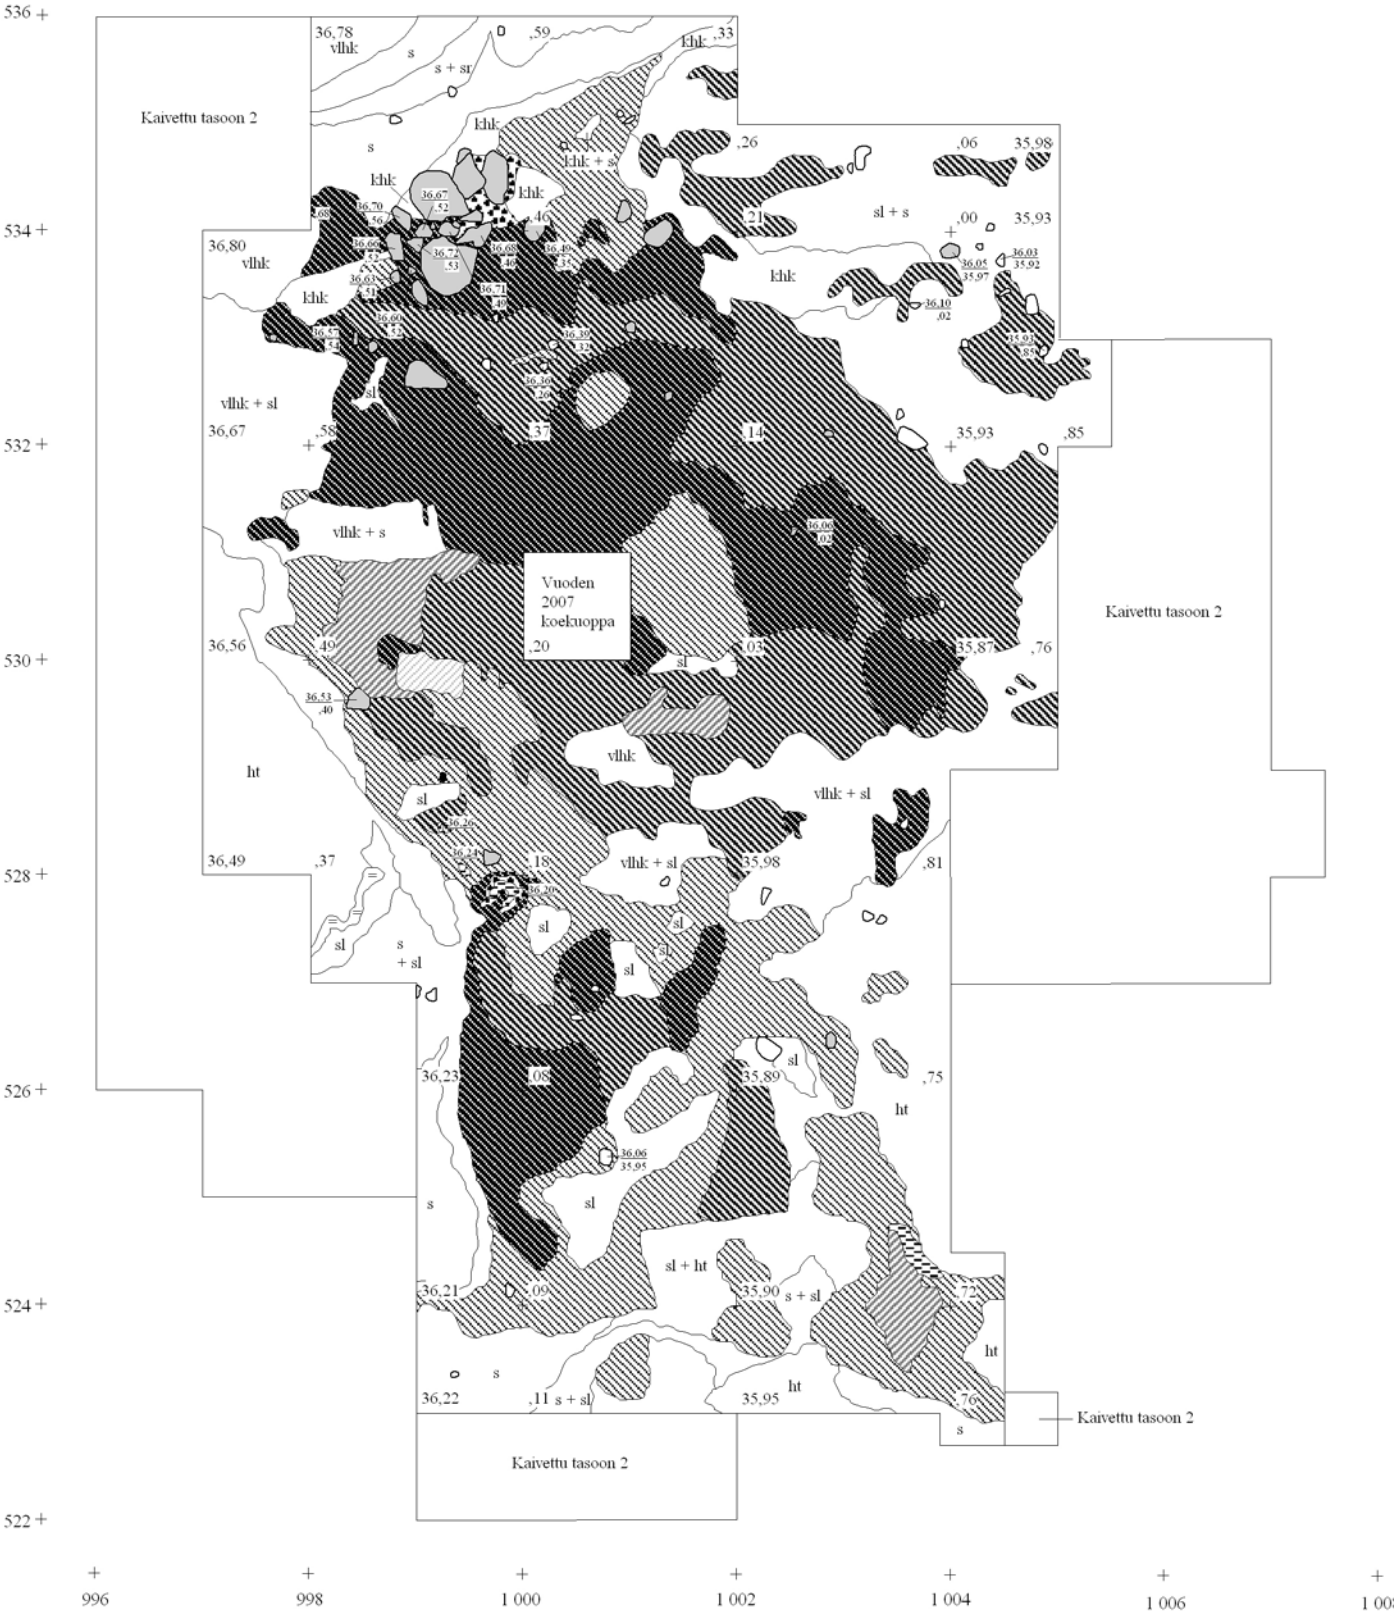 536
36,78
vlhk
s
,59
khk
,33
s + sr
Kaivettu tasoon 2
khk
s
khk + s
,26
,06
35,98
khk
khk
36.67
,52
36.70
,56
,68
,46
,21
sl + s
,00
35,93
534
36,80
vlhk
36.66
,52
36.72
,53
36.68
,46
36.49
,35
36.03
35,92
36.05
35,97
khk
khk
36.63
,51
36.71
,49
36.10
,02
36.57
,54
36.60
,52
36.39
,32
35.93
,85
36.36
,26
sl
vlhk + sl
36,67
,58
,37
,14
35,93
,85
532
vlhk + s
36.06
,02
Vuoden
2007
koekuoppa
,20
Kaivettu tasoon 2
36,56
,49
,03
35,87
,76
530
sl
36.53
,40
vlhk
ht
sl
vlhk + sl
36.26
36.24
36,49
,37
,18
vlhk + sl
35,98
,81
528
36.20
sl
sl
sl
s
+ sl
sl
sl
36,23
,08
sl
35,89
,75
526
ht
36.06
35,95
s
sl
sl + ht
36,21
,09
35,90
s + sl
,72
524
ht
s
ht
36,22
,11 s + sl
35,95
,76
s
Kaivettu tasoon 2
Kaivettu tasoon 2
522
996
998
1 000
1 002
1 004
1 006